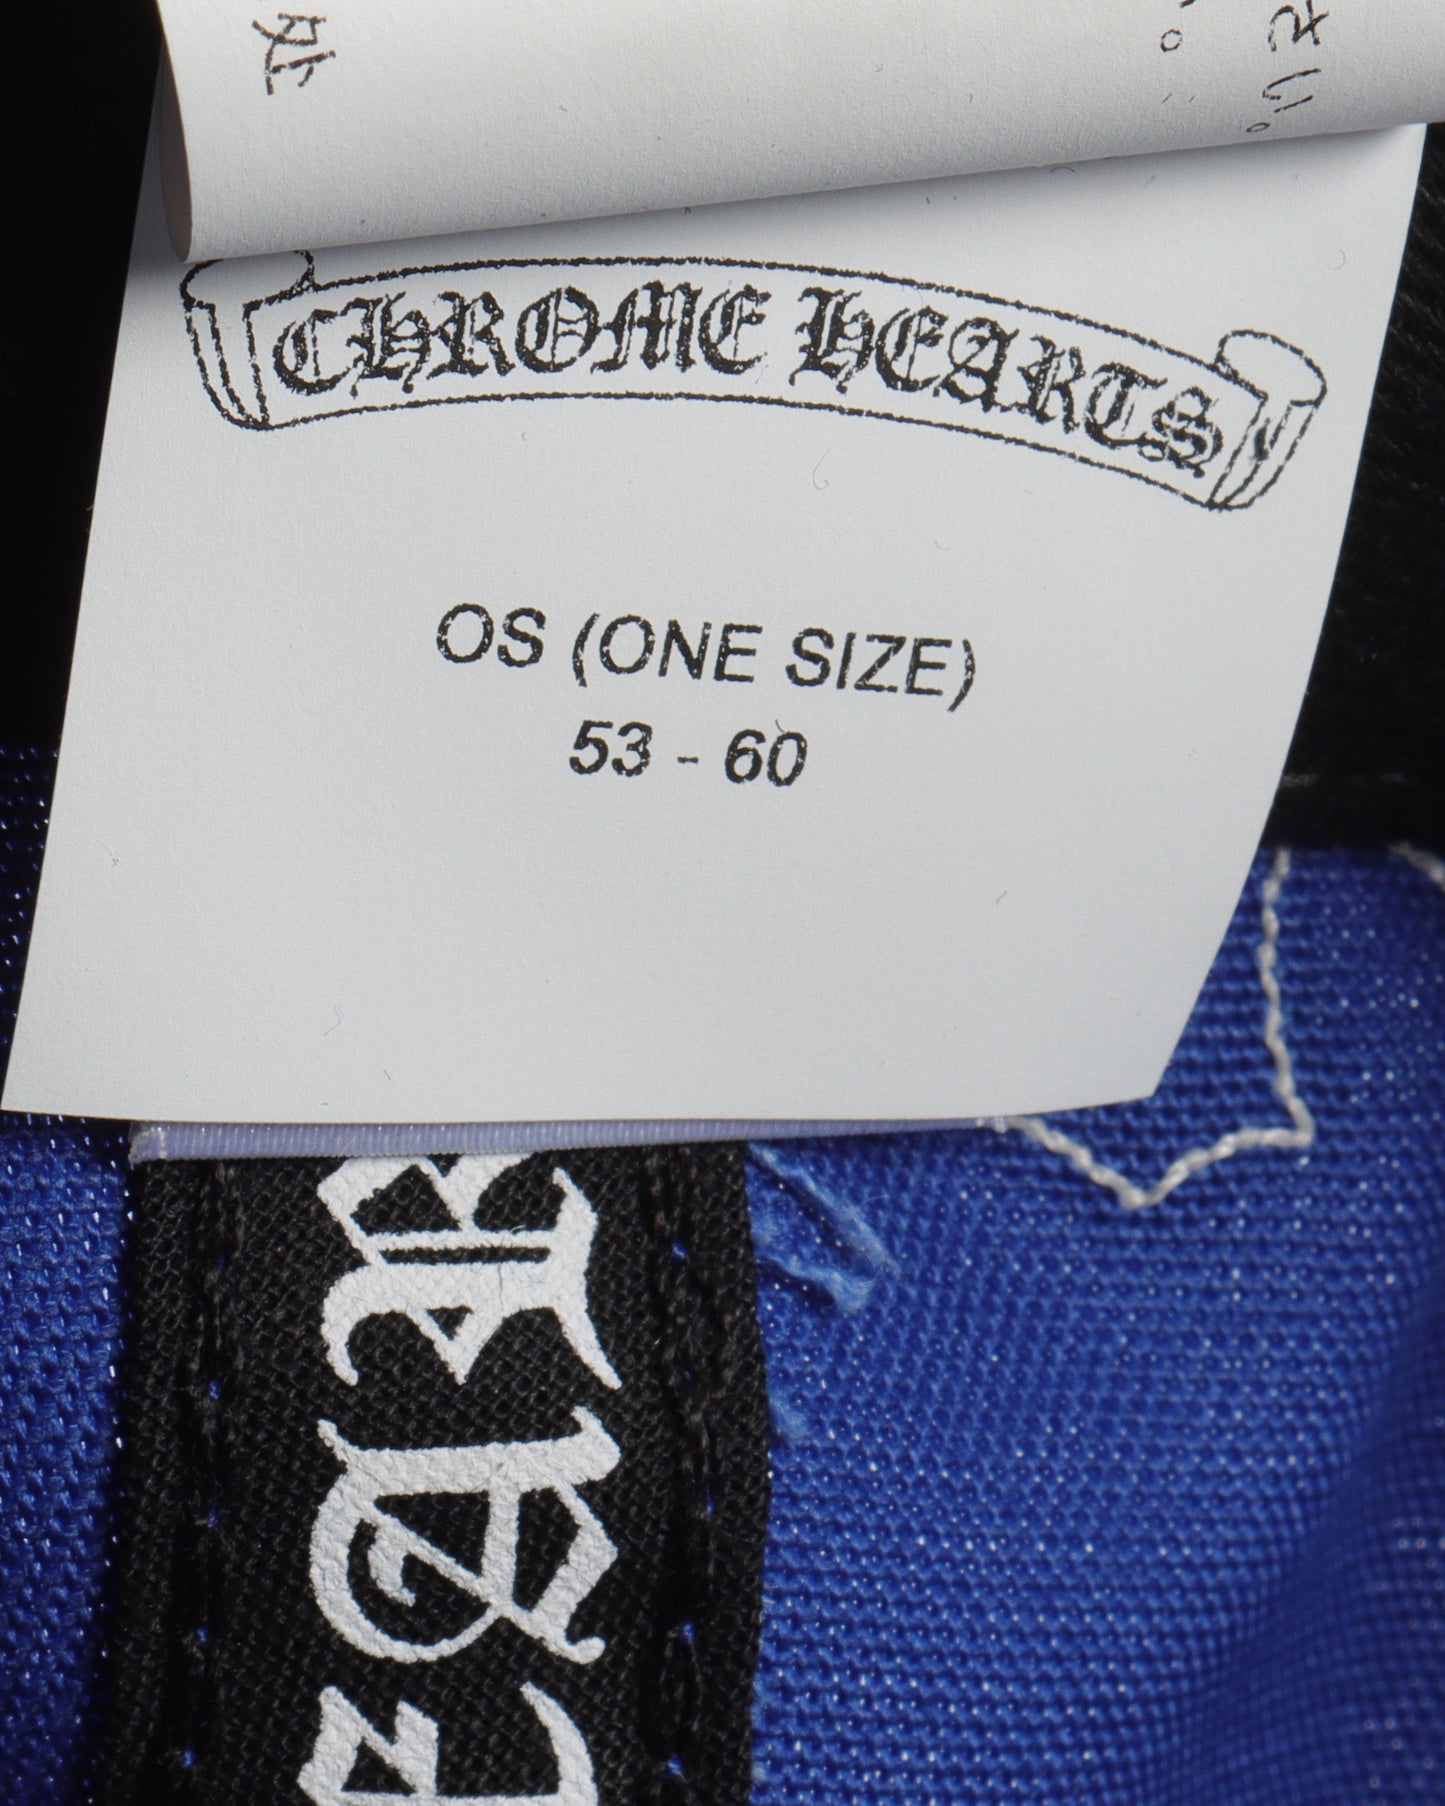 CHROME HEARTS
OS (ONE SIZE)
53 - 60